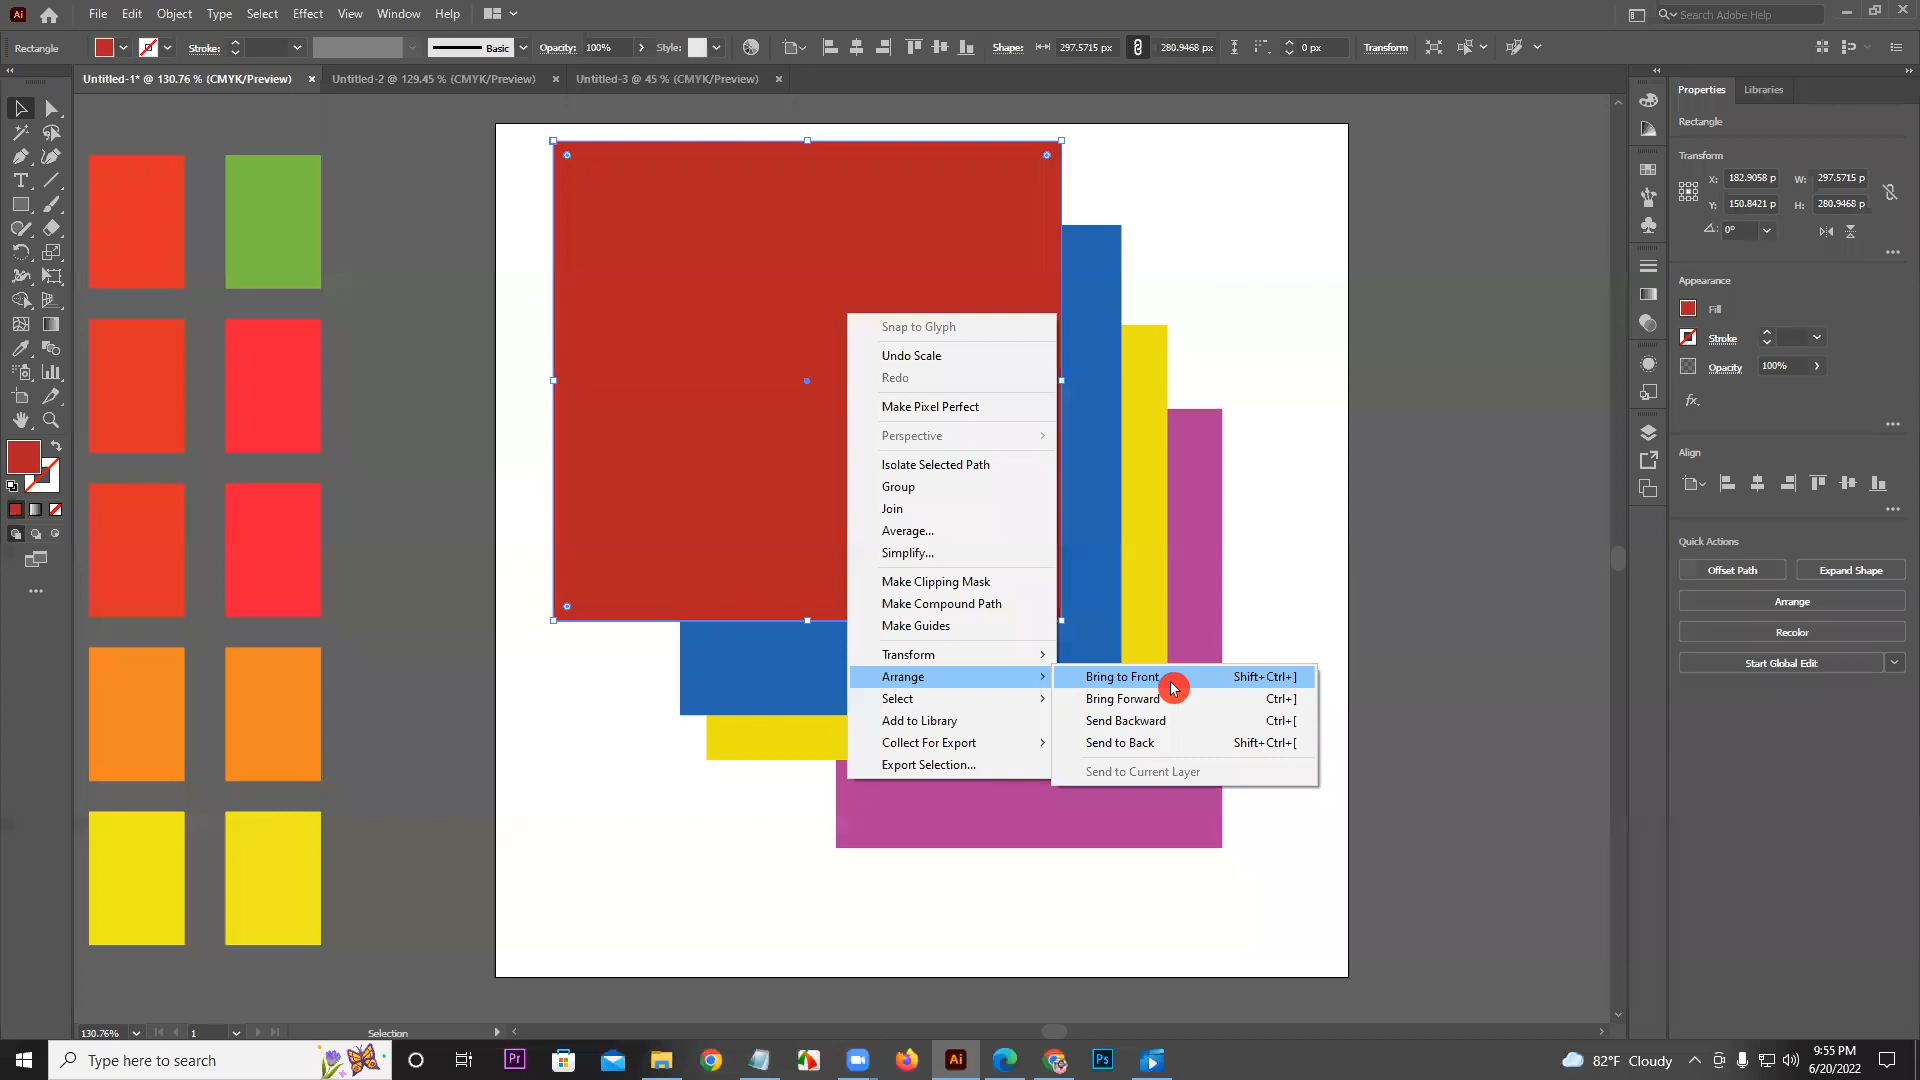 Ai File Edit Object Type Select Effect View Window Help Search Adobe Help
Rectangle Stroke: Basic Opacity: 100% Style: Shape: 297.5715 px 280.9468 px 0 px Transform
Untitled-1* @ 130.76 % (CMYK/Preview) × Untitled-2 @ 129.45 % (CMYK/Preview) × Untitled-3 @ 45 % (CMYK/Preview) ×
Properties Libraries
Rectangle
Transform
X: 182.9058 p W: 297.5715 p
Y: 150.8421 p H: 280.9468 p
0°
Appearance
Fill
Stroke
Opacity 100%
fx.
Align
Quick Actions
Offset Path Expand Shape
Arrange
Recolor
Start Global Edit
Snap to Glyph
Undo Scale
Redo
Make Pixel Perfect
Perspective
Isolate Selected Path
Group
Join
Average...
Simplify...
Make Clipping Mask
Make Compound Path
Make Guides
Transform
Arrange
Select
Add to Library
Collect For Export
Export Selection...
Bring to Front Shift+Ctrl+]
Bring Forward Ctrl+]
Send Backward Ctrl+[
Send to Back Shift+Ctrl+[
Send to Current Layer
130.76% 1 Selection
Type here to search Pr Ai Ps 82°F Cloudy 9:55 PM
6/20/2022